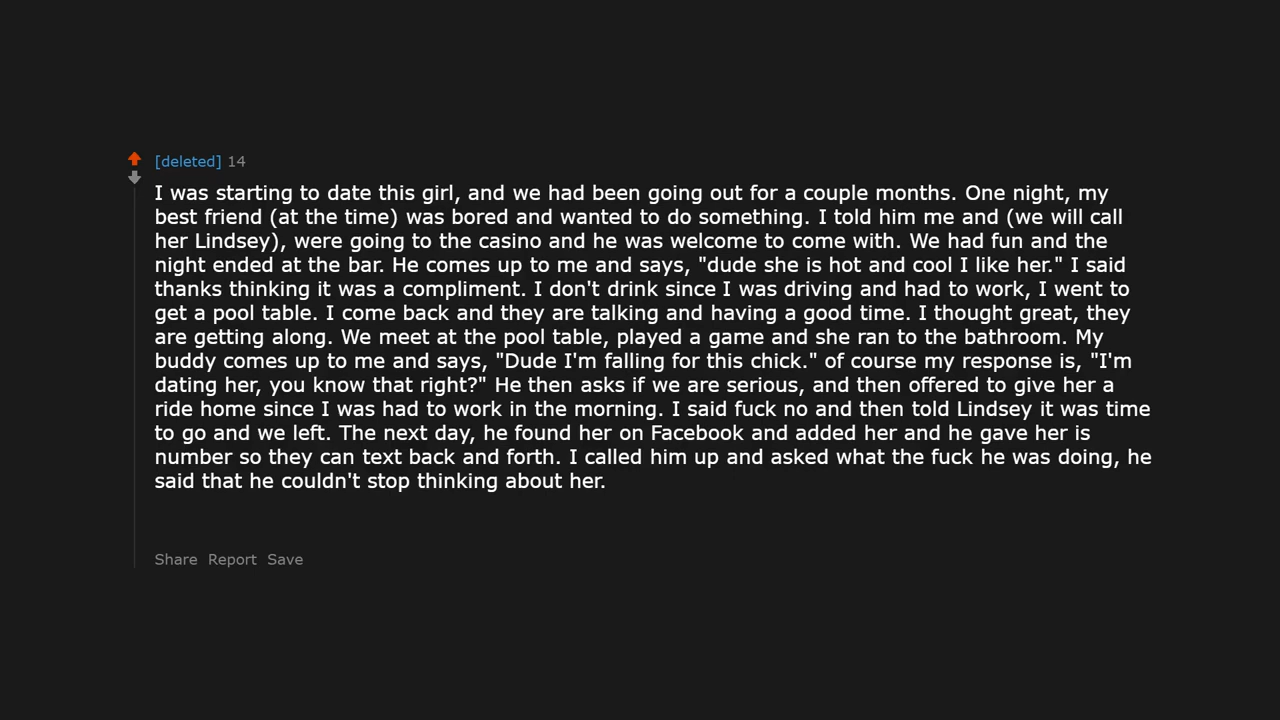 [deleted] 14
I was starting to date this girl, and we had been going out for a couple months. One night, my
best friend (at the time) was bored and wanted to do something. I told him me and (we will call
her Lindsey), were going to the casino and he was welcome to come with. We had fun and the
night ended at the bar. He comes up to me and says, "dude she is hot and cool I like her." I said
thanks thinking it was a compliment. I don't drink since I was driving and had to work, I went to
get a pool table. I come back and they are talking and having a good time. I thought great, they
are getting along. We meet at the pool table, played a game and she ran to the bathroom. My
buddy comes up to me and says, "Dude I'm falling for this chick." of course my response is, "I'm
dating her, you know that right?" He then asks if we are serious, and then offered to give her a
ride home since I was had to work in the morning. I said fuck no and then told Lindsey it was time
to go and we left. The next day, he found her on Facebook and added her and he gave her is
number so they can text back and forth. I called him up and asked what the fuck he was doing, he
said that he couldn't stop thinking about her.
Share Report Save